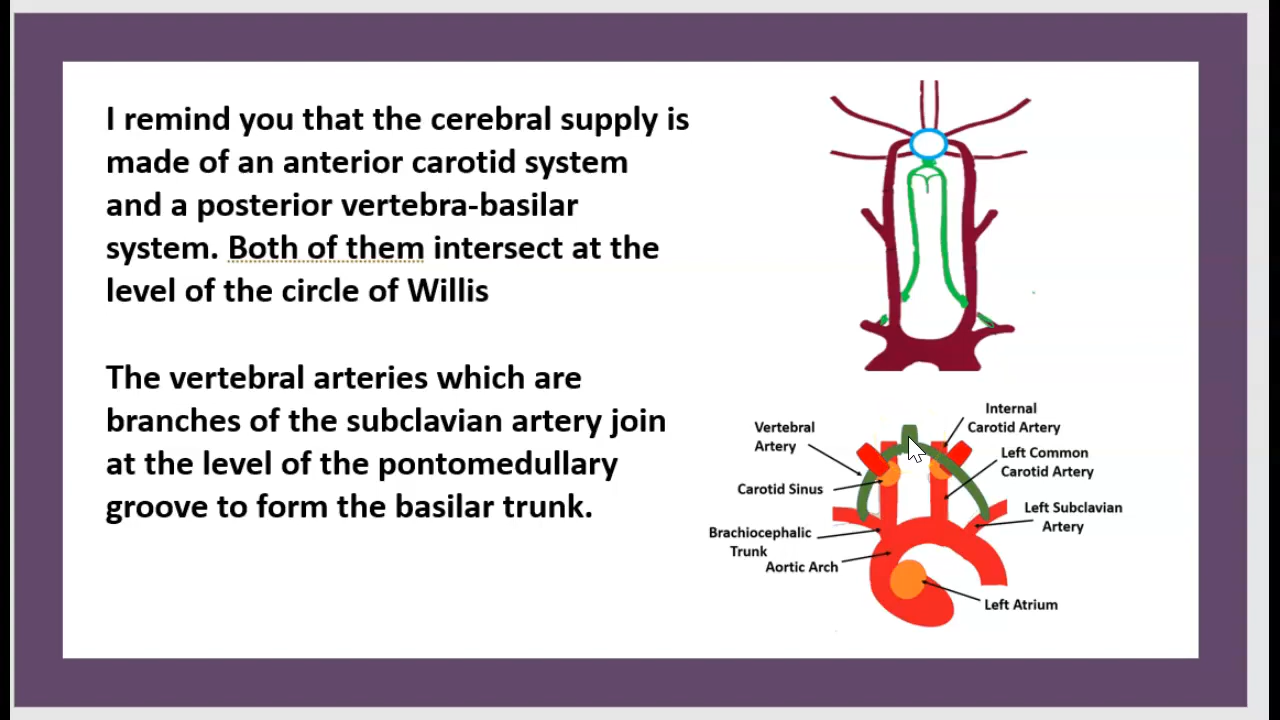 I remind you that the cerebral supply is
made of an anterior carotid system
and a posterior vertebra-basilar
system. Both of them intersect at the
level of the circle of Willis
The vertebral arteries which are
branches of the subclavian artery join
at the level of the pontomedullary
groove to form the basilar trunk.
Internal
Carotid Artery
Vertebral
Artery
Left Common
Carotid Artery
Carotid Sinus
Left Subclavian
Artery
Brachiocephalic
Trunk
Aortic Arch
Left Atrium